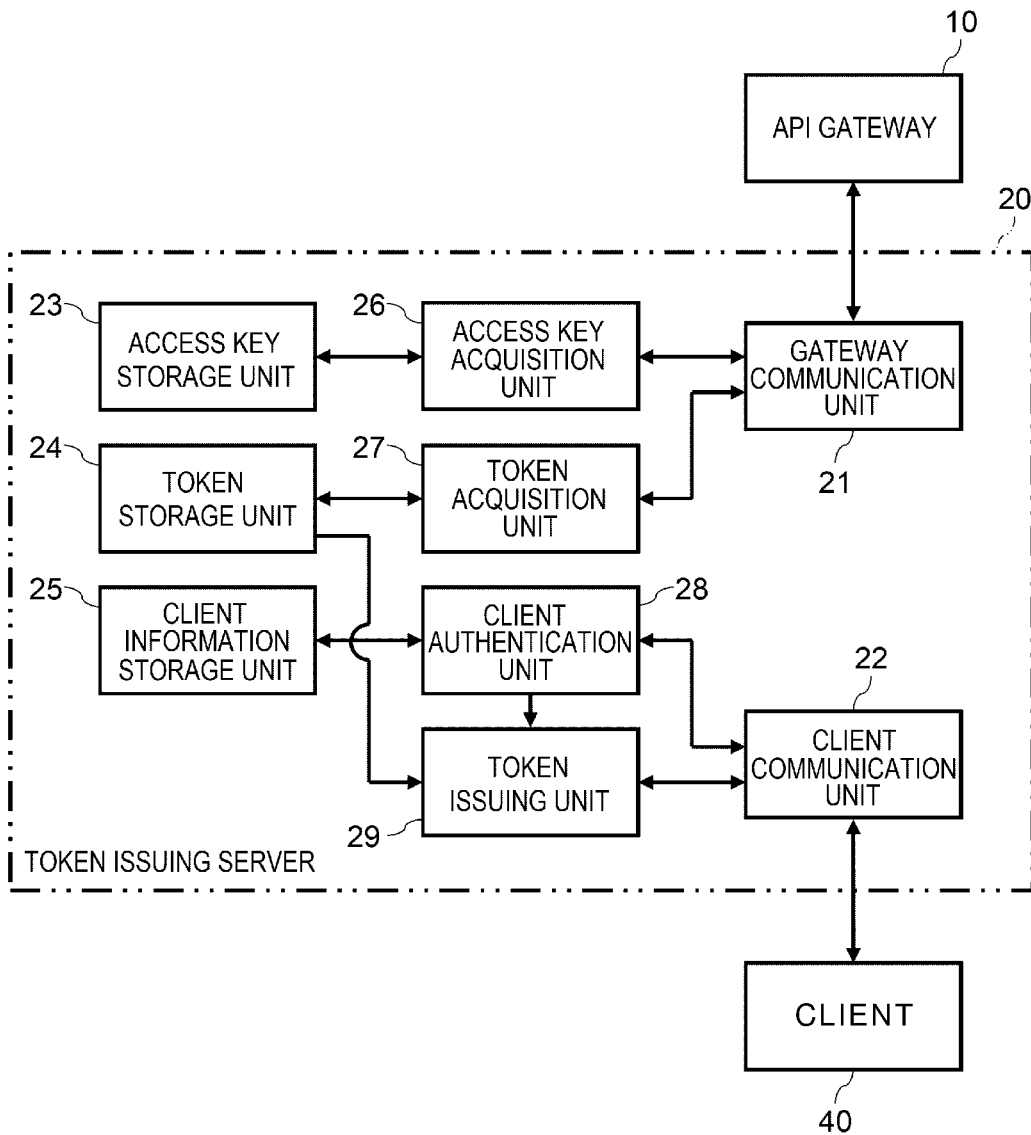 10
API GATEWAY
20
23
ACCESS KEY
STORAGE UNIT
26
ACCESS KEY
ACQUISITION
UNIT
GATEWAY
COMMUNICATION
UNIT
21
24
TOKEN
STORAGE UNIT
27
TOKEN
ACQUISITION
UNIT
25
CLIENT
INFORMATION
STORAGE UNIT
28
CLIENT
AUTHENTICATION
UNIT
22
CLIENT
COMMUNICATION
UNIT
TOKEN
ISSUING UNIT
29
TOKEN ISSUING SERVER
CLIENT
40